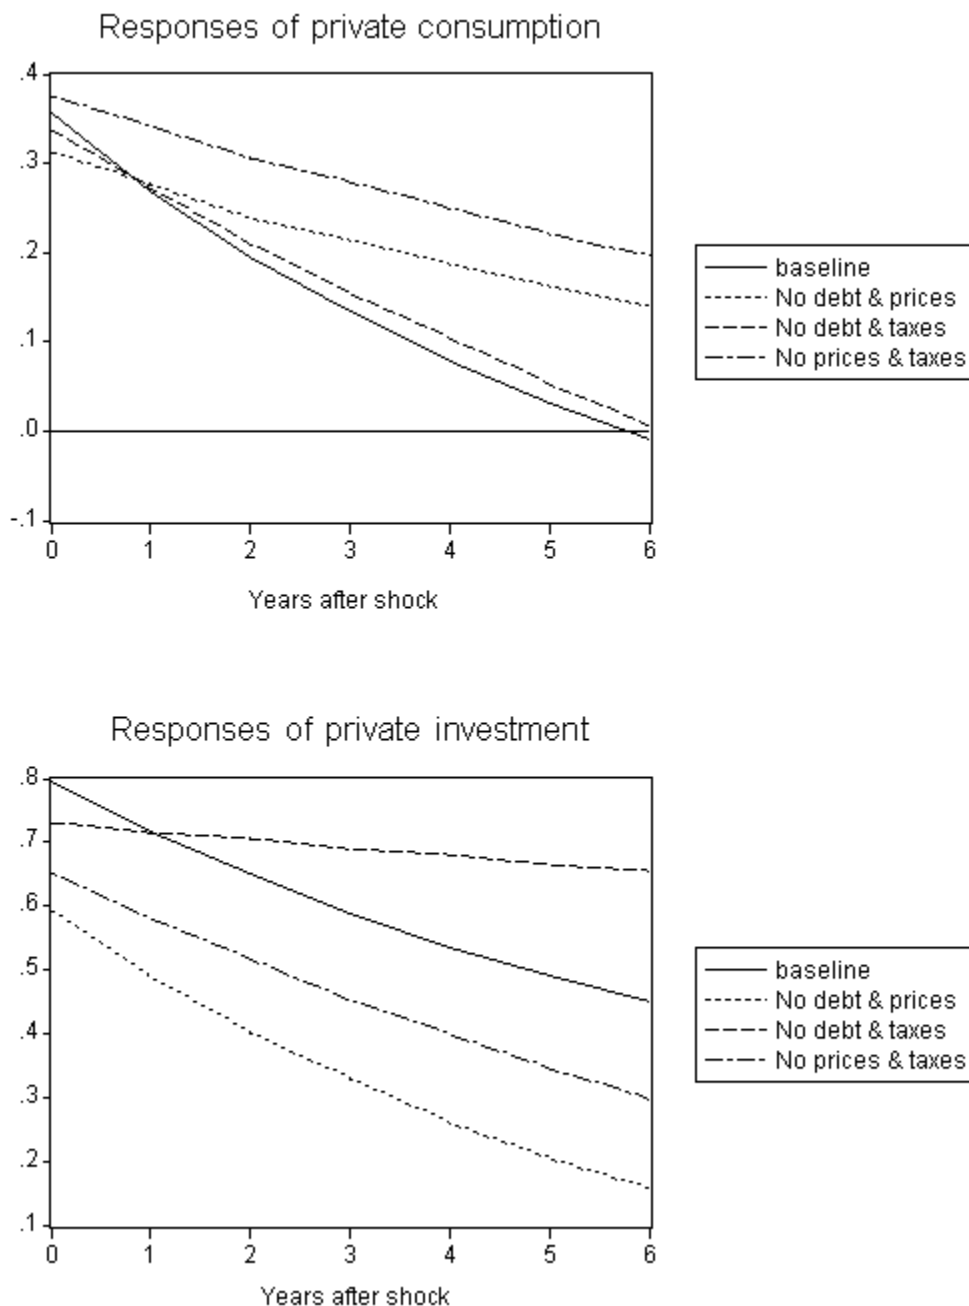 Responses of private consumption
.4
.3
.2
.1
.0
-.1
0 1 2 3 4 5 6
Years after shock
baseline
No debt & prices
No debt & taxes
No prices & taxes
Responses of private investment
.8
.7
.6
.5
.4
.3
.2
.1
0 1 2 3 4 5 6
Years after shock
baseline
No debt & prices
No debt & taxes
No prices & taxes